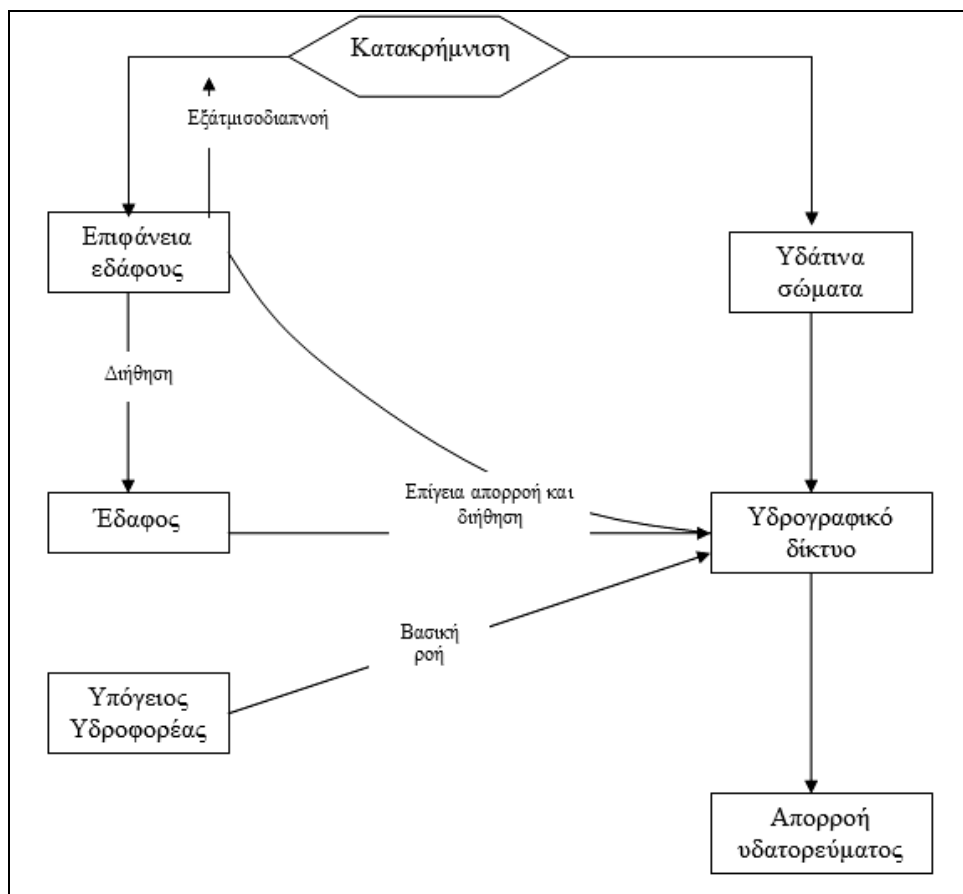 Κατακρήμνιση
Εξάτμισοδιαπνοή
Επιφάνεια
εδάφους
Υδάτινα
σώματα
Διήθηση
Έδαφος
Επίγεια απορροή και
διήθηση
Υδρογραφικό
δίκτυο
Βασική
ροή
Υπόγειος
Υδροφορέας
Απορροή
υδατορεύματος